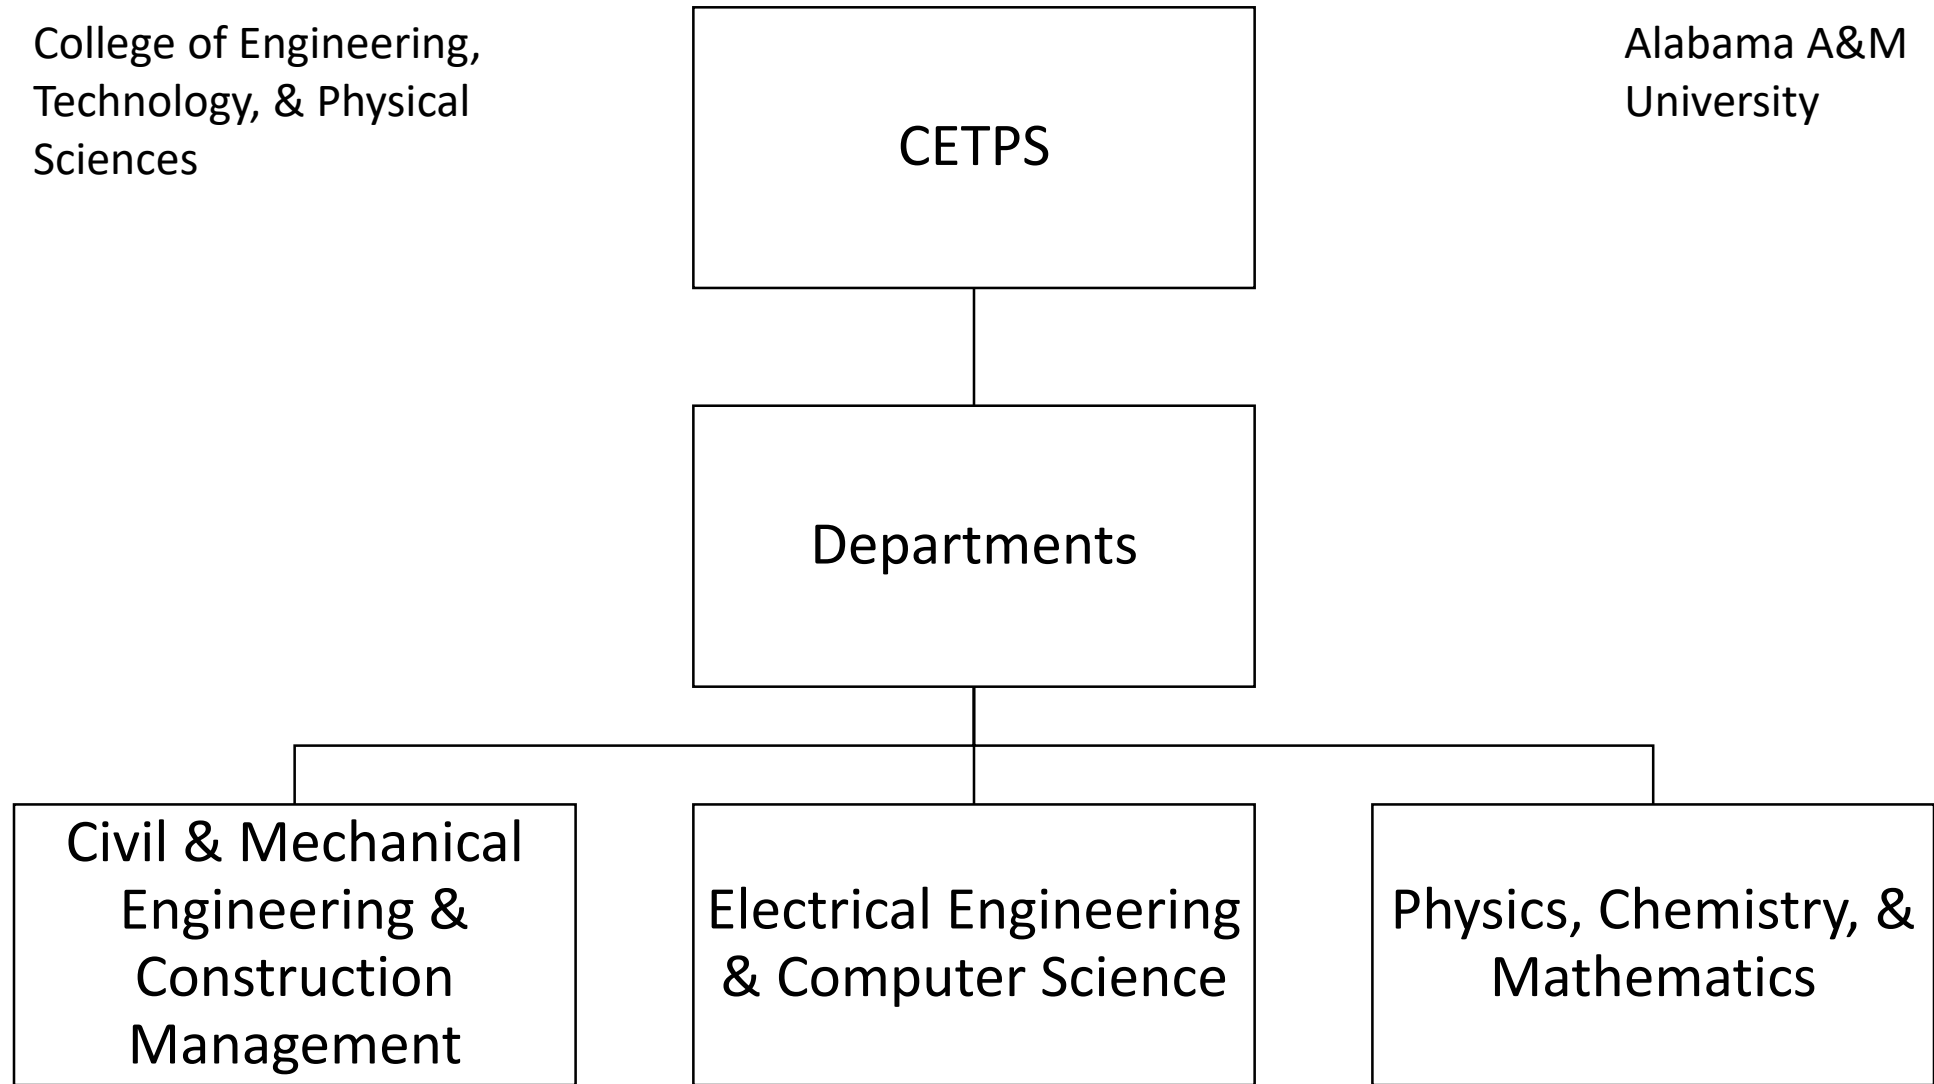 College of Engineering,
Technology, & Physical
Sciences
CETPS
Alabama A&M
University
Departments
Civil & Mechanical
Engineering &
Construction
Management
Electrical Engineering
& Computer Science
Physics, Chemistry, &
Mathematics